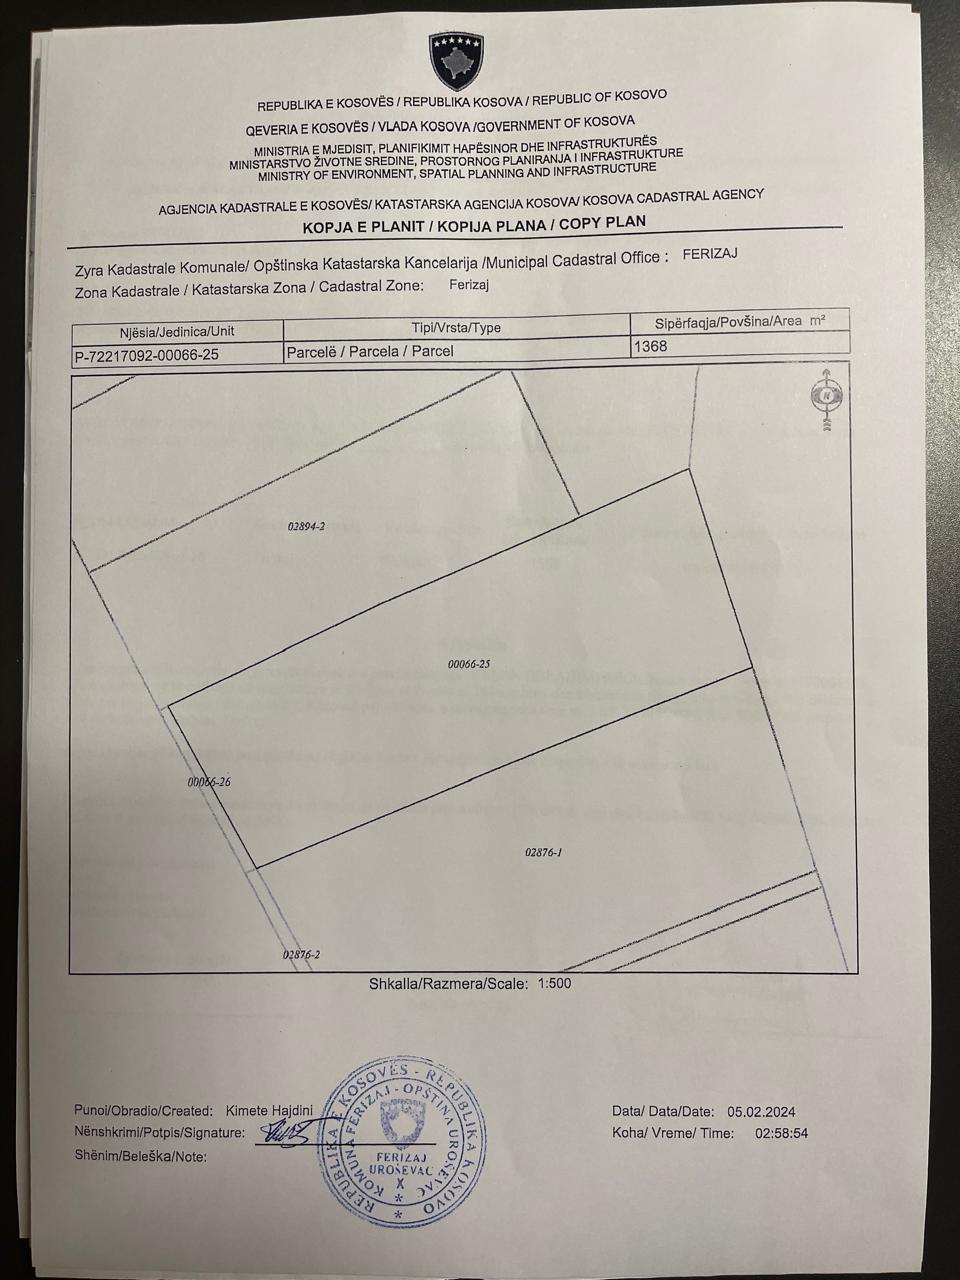 REPUBLIKA E KOSOVËS / REPUBLIKA KOSOVA / REPUBLIC OF KOSOVO
QEVERIA E KOSOVËS / VLADA KOSOVA /GOVERNMENT OF KOSOVA
MINISTRIA E MJEDISIT, PLANIFIKIMIT HAPËSINOR DHE INFRASTRUKTURËS
MINISTARSTVO ŽIVOTNE SREDINE, PROSTORNOG PLANIRANJA I INFRASTRUKTURE
MINISTRY OF ENVIRONMENT, SPATIAL PLANNING AND INFRASTRUCTURE
AGJENCIA KADASTRALE E KOSOVËS/ KATASTARSKA AGENCIJA KOSOVA/ KOSOVA CADASTRAL AGENCY
KOPJA E PLANIT / KOPIJA PLANA / COPY PLAN
Zyra Kadastrale Komunale/ Opštinska Katastarska Kancelarija /Municipal Cadastral Office : FERIZAJ
Zona Kadastrale / Katastarska Zona / Cadastral Zone: Ferizaj
Njësia/Jedinica/Unit Tipi/Vrsta/Type Sipërfaqja/Povšina/Area m²
P-72217092-00066-25 Parcelë / Parcela / Parcel 1368
N
02894-2
00066-25
00066-26
02876-1
02876-2
Shkalla/Razmera/Scale: 1:500
Punoi/Obradio/Created: Kimete Hajdini
Nënshkrimi/Potpis/Signature:
Shënim/Beleška/Note:
Data/ Data/Date: 05.02.2024
Koha/ Vreme/ Time: 02:58:54
REPUBLIKA E KOSOVËS - REPUBLIKA KOSOVO
KOMUNA FERIZAJ - OPŠTINA UROŠEVAC
FERIZAJ
UROŠEVAC
X